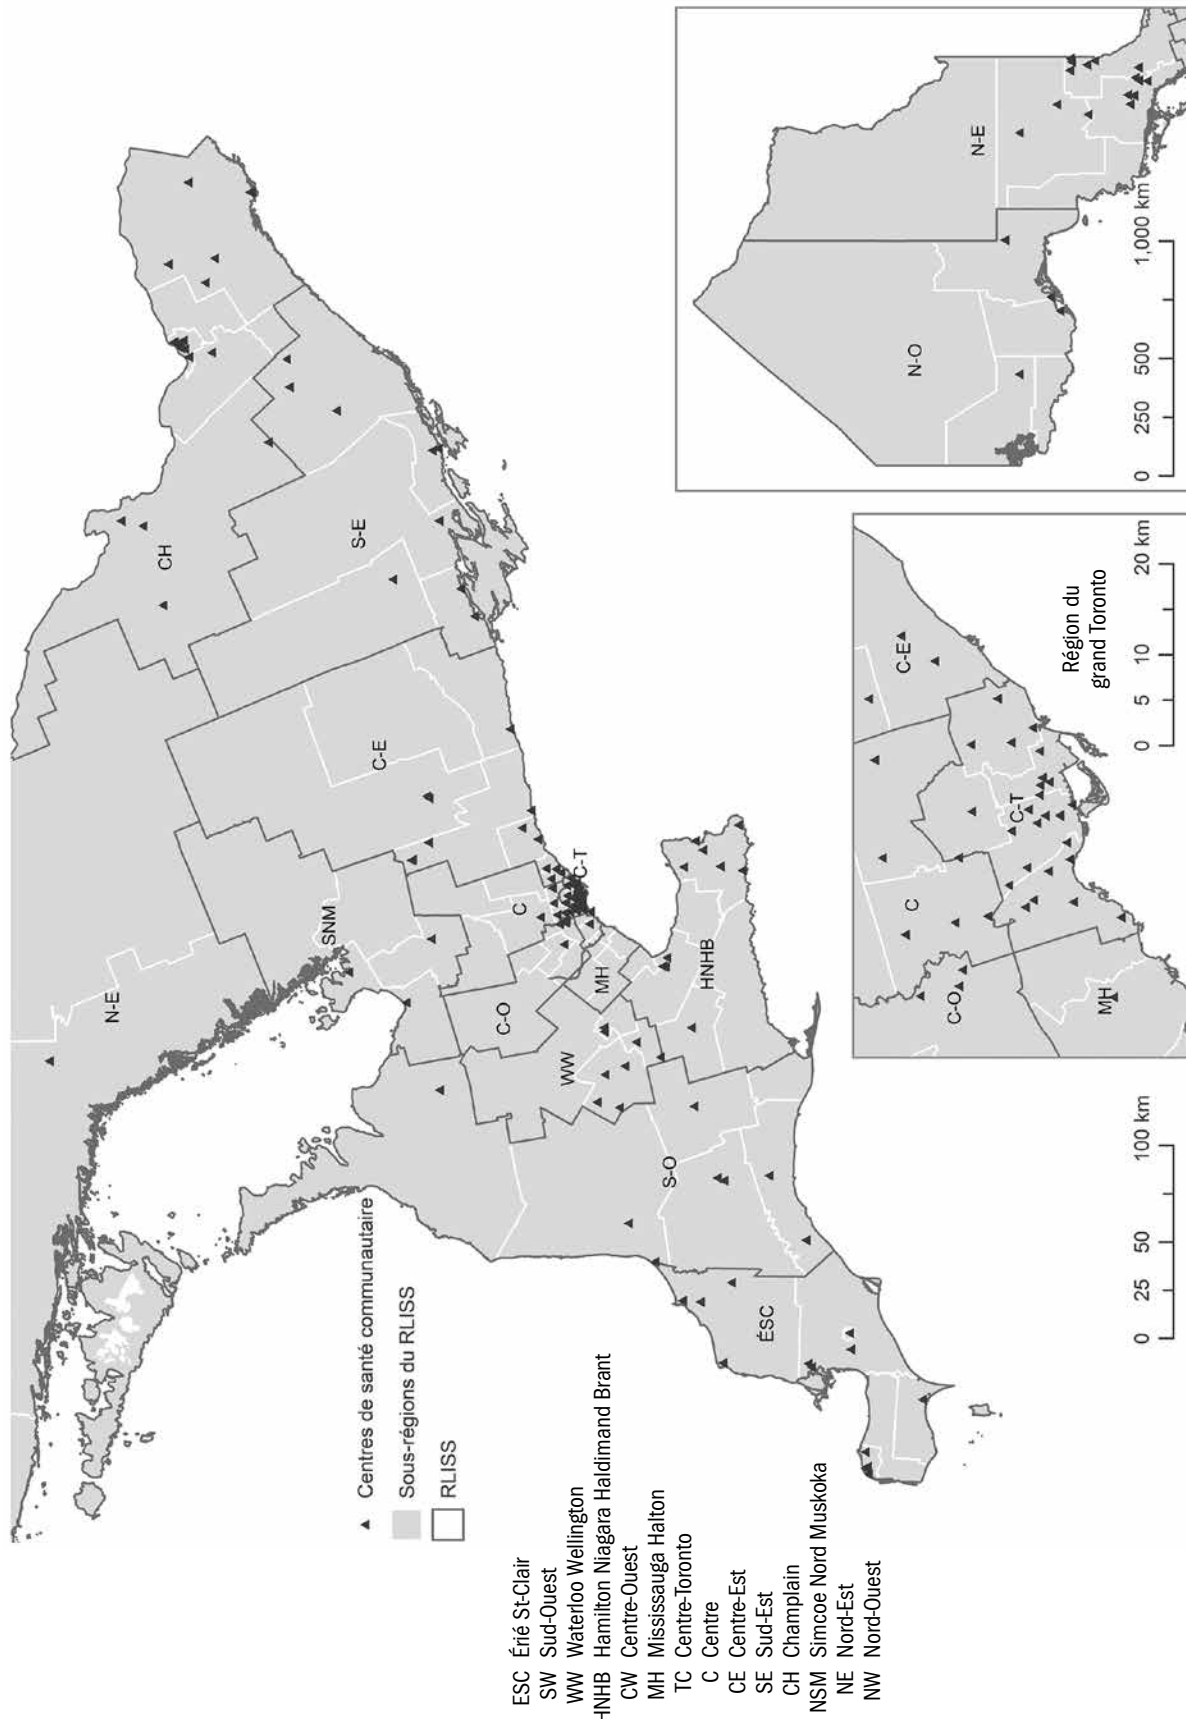 N-E
CH
S-E
C-E
SNM
C
C-T
C-O
MH
HNHB
WW
S-O
ÉSC
Centres de santé communautaire
Sous-régions du RLISS
RLISS
ESC Érié St-Clair
SW Sud-Ouest
WW Waterloo Wellington
HNHB Hamilton Niagara Haldimand Brant
CW Centre-Ouest
MH Mississauga Halton
TC Centre-Toronto
C Centre
CE Centre-Est
SE Sud-Est
CH Champlain
NSM Simcoe Nord Muskoka
NE Nord-Est
NW Nord-Ouest
0 25 50 100 km
C
C-E
C-O
C-T
MH
Région du
grand Toronto
0 5 10 20 km
N-O
N-E
0 250 500 1,000 km